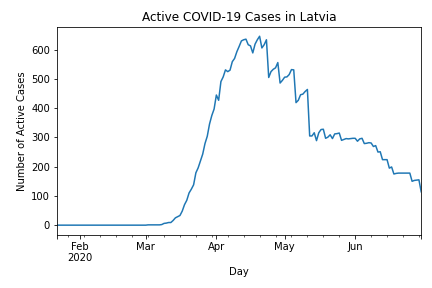 Active COVID-19 Cases in Latvia
Number of Active Cases
600
500
400
300
200
100
0
Feb
2020
Mar
Apr
May
Jun
Day